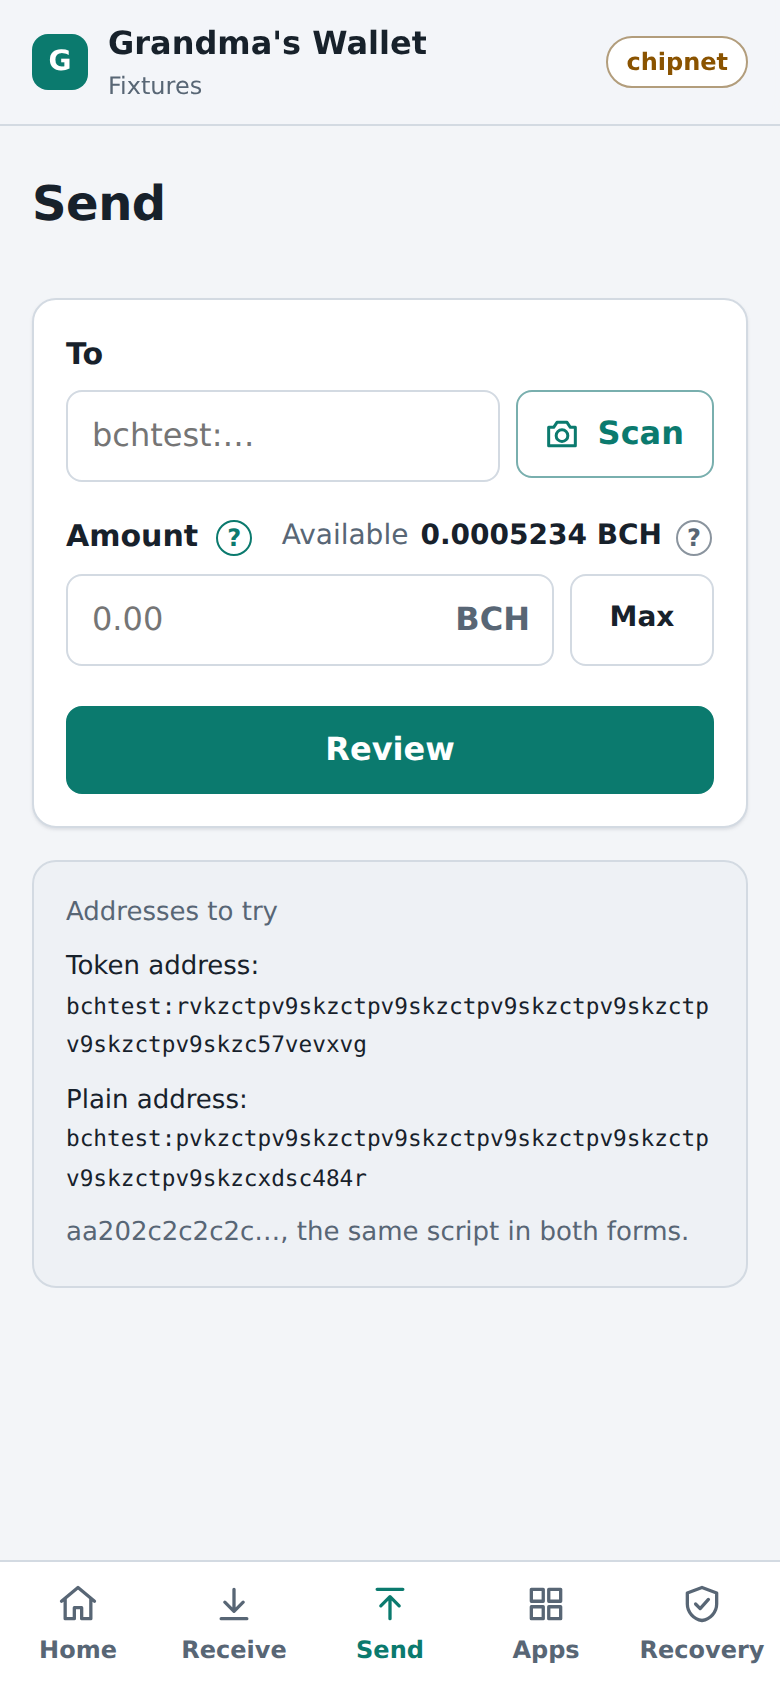 G
Grandma's Wallet
Fixtures
chipnet
Send
To
bchtest:...
Scan
Amount ? Available 0.0005234 BCH ?
0.00 BCH
Max
Review
Addresses to try
Token address:
bchtest:rvkzctpv9skzctpv9skzctpv9skzctpv9skzctp
v9skzctpv9skzc57vevxvg
Plain address:
bchtest:pvkzctpv9skzctpv9skzctpv9skzctpv9skzctp
v9skzctpv9skzcxdsc484r
aa202c2c2c2c..., the same script in both forms.
Home
Receive
Send
Apps
Recovery